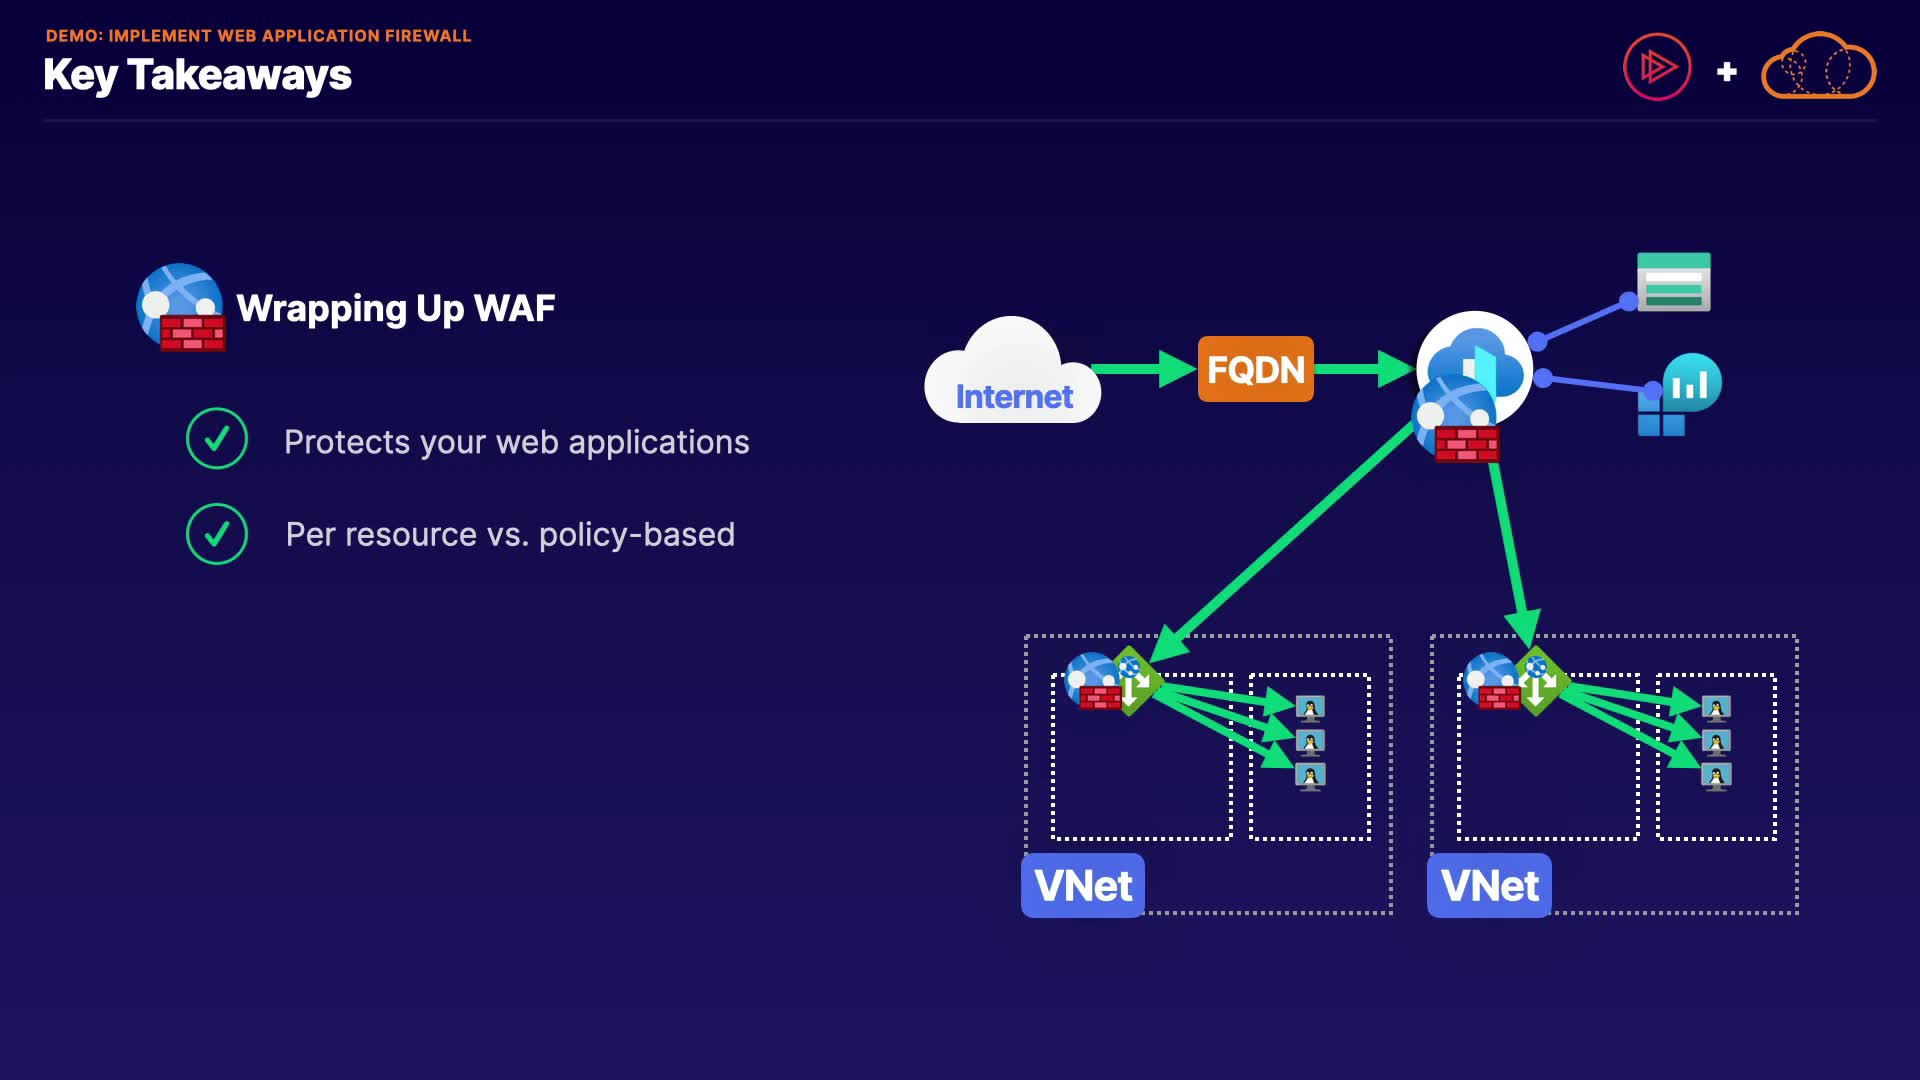 DEMO: IMPLEMENT WEB APPLICATION FIREWALL
Key Takeaways
Wrapping Up WAF
Protects your web applications
Per resource vs. policy-based
Internet
FQDN
VNet
VNet